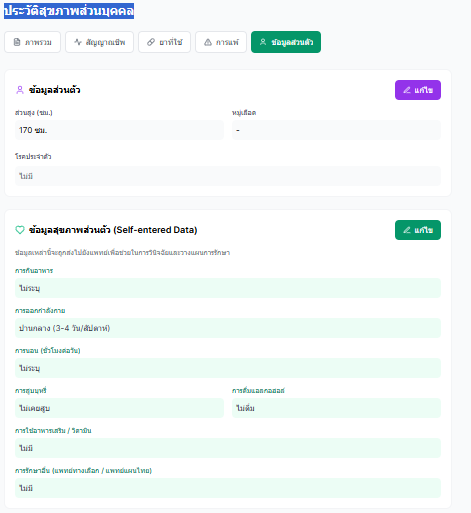 ประวัติสุขภาพส่วนบุคคล
ภาพรวม
สัญญาณชีพ
ยาที่ใช้
การแพ้
ข้อมูลส่วนตัว
ข้อมูลส่วนตัว
แก้ไข
ส่วนสูง (ซม.)
หมู่เลือด
170 ซม.
-
โรคประจำตัว
ไม่มี
ข้อมูลสุขภาพส่วนตัว (Self-entered Data)
แก้ไข
ข้อมูลเหล่านี้จะถูกส่งไปยังแพทย์เพื่อช่วยในการวินิจฉัยและวางแผนการรักษา
การกินอาหาร
ไม่ระบุ
การออกกำลังกาย
ปานกลาง (3-4 วัน/สัปดาห์)
การนอน (ชั่วโมงต่อวัน)
ไม่ระบุ
การสูบบุหรี่
การดื่มแอลกอฮอล์
ไม่เคยสูบ
ไม่ดื่ม
การใช้อาหารเสริม / วิตามิน
ไม่มี
การรักษาอื่น (แพทย์ทางเลือก / แพทย์แผนไทย)
ไม่มี